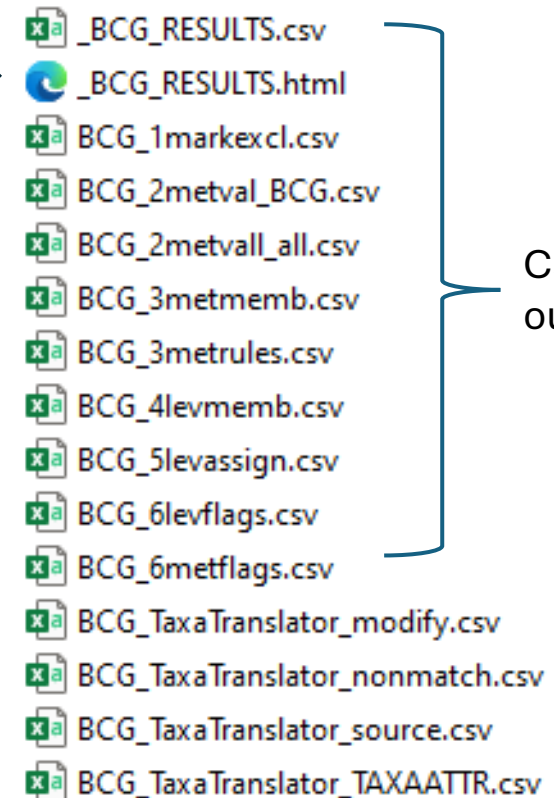 _BCG_RESULTS.csv
_BCG_RESULTS.html
BCG_1markexcl.csv
BCG_2metval_BCG.csv
BCG_2metvall_all.csv
BCG_3metmemb.csv
BCG_3metrules.csv
BCG_4levmemb.csv
BCG_5levassign.csv
BCG_6levflags.csv
BCG_6metflags.csv
BCG_TaxaTranslator_modify.csv
BCG_TaxaTranslator_nonmatch.csv
BCG_TaxaTranslator_source.csv
BCG_TaxaTranslator_TAXAATTR.csv